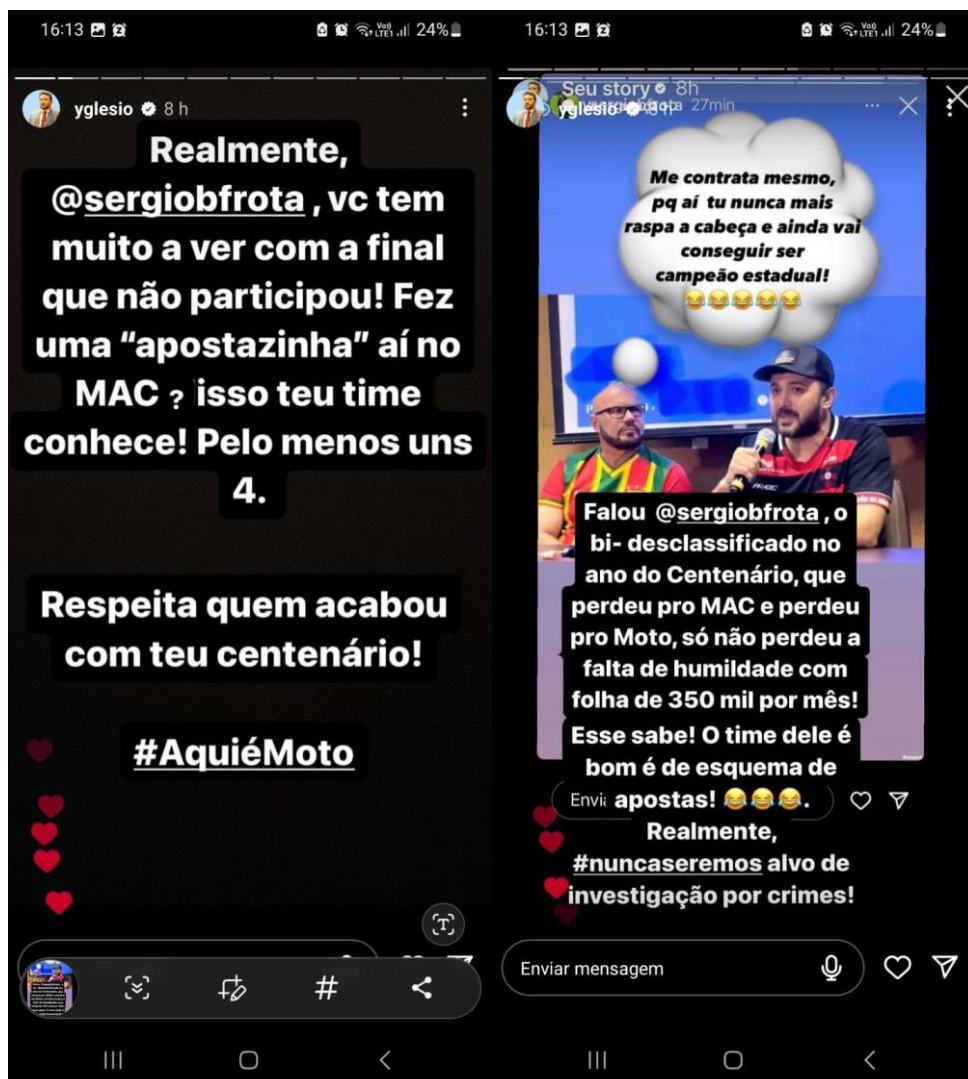 16:13
24%
yglesio 8 h
Realmente,
@sergiobfrota , vc tem
muito a ver com a final
que não participou! Fez
uma “apostazinha” aí no
MAC ? isso teu time
conhece! Pelo menos uns
4.
Respeita quem acabou
com teu centenário!
#AquiéMoto
16:13
24%
Seu story 8h
yglesio
27min
Me contrata mesmo,
pq aí tu nunca mais
raspa a cabeça e ainda vai
conseguir ser
campeão estadual!
😂😂😂😂😂
Falou @sergiobfrota , o
bi- desclassificado no
ano do Centenário, que
perdeu pro MAC e perdeu
pro Moto, só não perdeu a
falta de humildade com
folha de 350 mil por mês!
Esse sabe! O time dele é
bom é de esquema de
Envi apostas! 😂😂😂.
Realmente,
#nuncaseremos alvo de
investigação por crimes!
Enviar mensagem